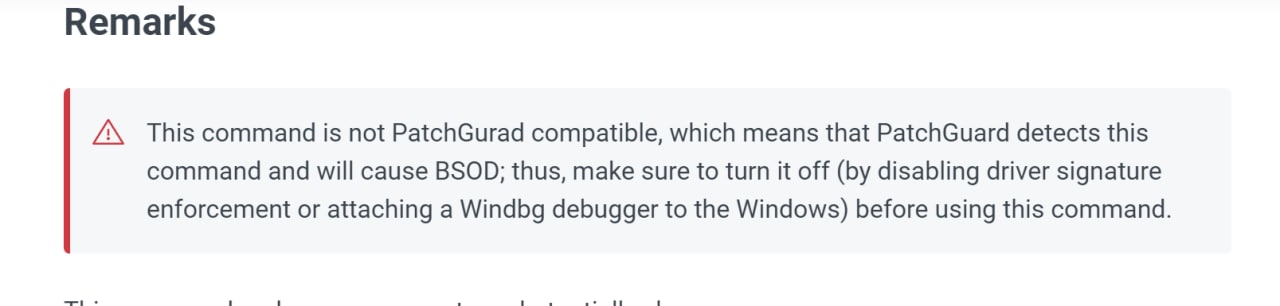 Remarks
This command is not PatchGurad compatible, which means that PatchGuard detects this
command and will cause BSOD; thus, make sure to turn it off (by disabling driver signature
enforcement or attaching a Windbg debugger to the Windows) before using this command.